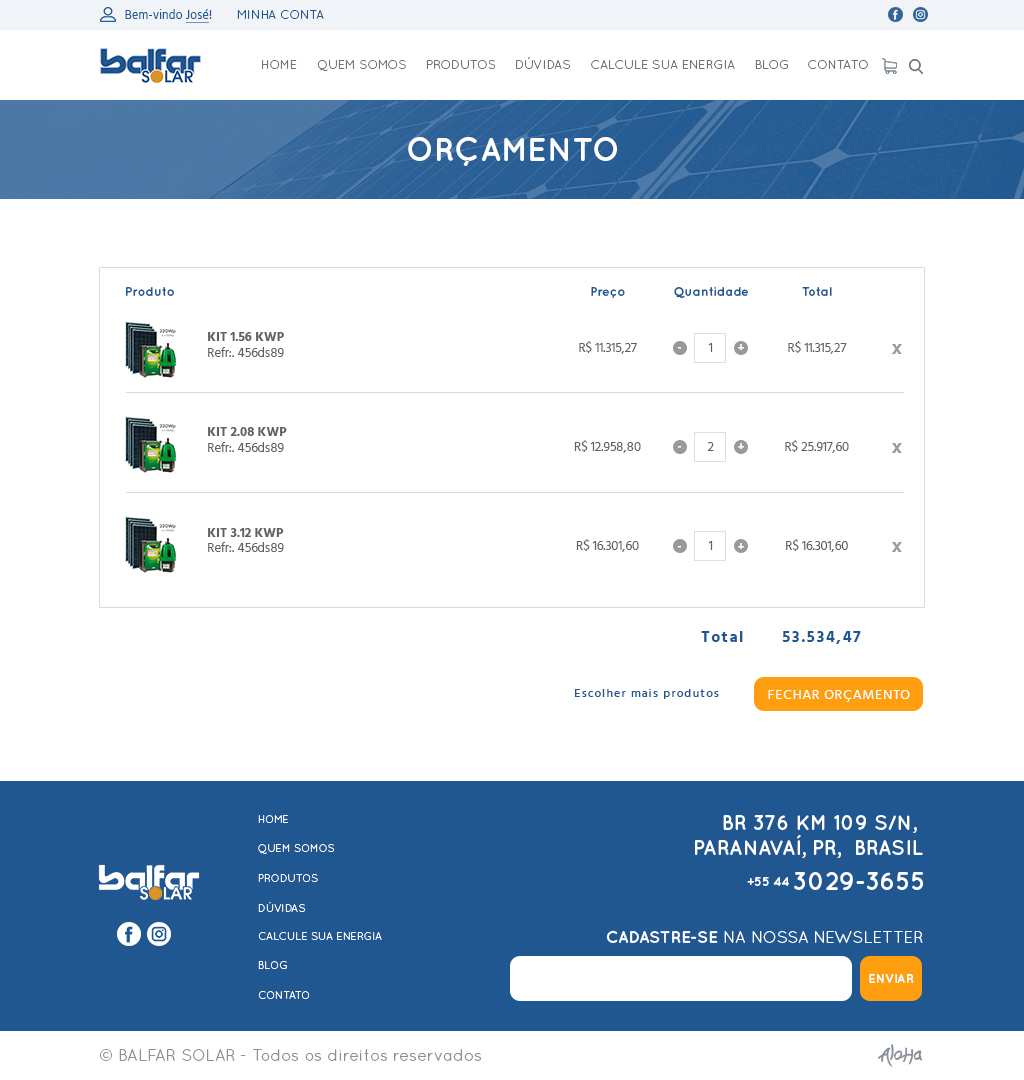 Bem-vindo José! MINHA CONTA
balfar SOLAR
HOME QUEM SOMOS PRODUTOS DÚVIDAS CALCULE SUA ENERGIA BLOG CONTATO
ORÇAMENTO
Produto Preço Quantidade Total
220Wp
KIT 1.56 KWP
Refr:. 456ds89
R$ 11.315,27 - 1 + R$ 11.315,27 x
220Wp
KIT 2.08 KWP
Refr:. 456ds89
R$ 12.958,80 - 2 + R$ 25.917,60 x
220Wp
KIT 3.12 KWP
Refr:. 456ds89
R$ 16.301,60 - 1 + R$ 16.301,60 x
Total 53.534,47
Escolher mais produtos FECHAR ORÇAMENTO
balfar SOLAR
HOME
QUEM SOMOS
PRODUTOS
DÚVIDAS
CALCULE SUA ENERGIA
BLOG
CONTATO
BR 376 KM 109 S/N,
PARANAVAÍ, PR, BRASIL
+55 44 3029-3655
CADASTRE-SE NA NOSSA NEWSLETTER
ENVIAR
© BALFAR SOLAR - Todos os direitos reservados
Aloha